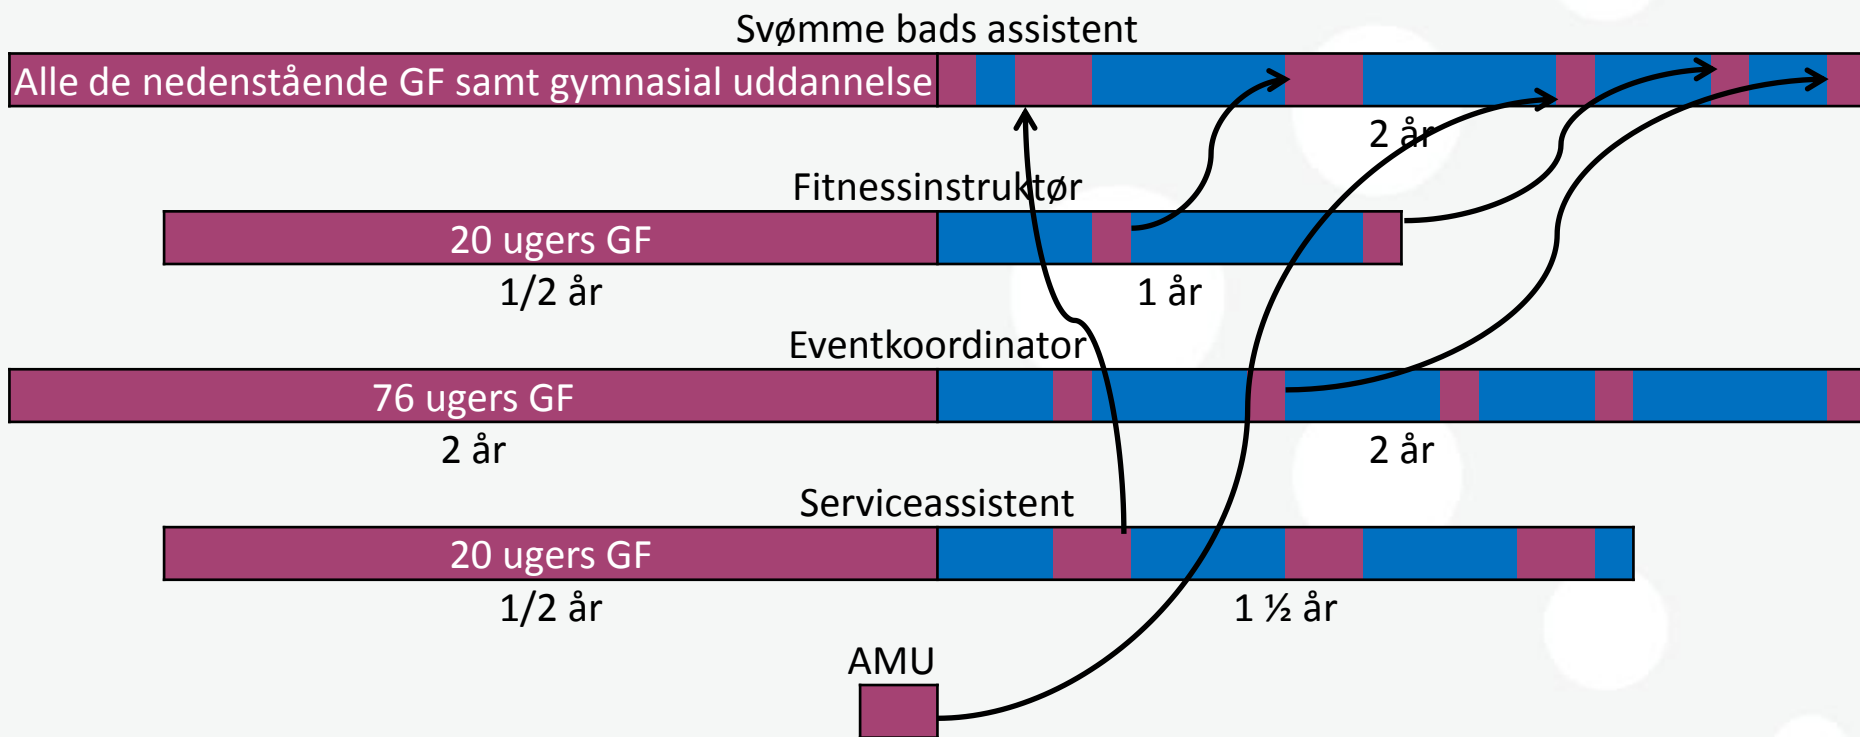 Svømme bads assistent
Alle de nedenstående GF samt gymnasial uddannelse
2 år
Fitnessinstruktør
20 ugers GF
1/2 år
1 år
Eventkoordinator
76 ugers GF
2 år
2 år
Serviceassistent
20 ugers GF
1/2 år
1 ½ år
AMU